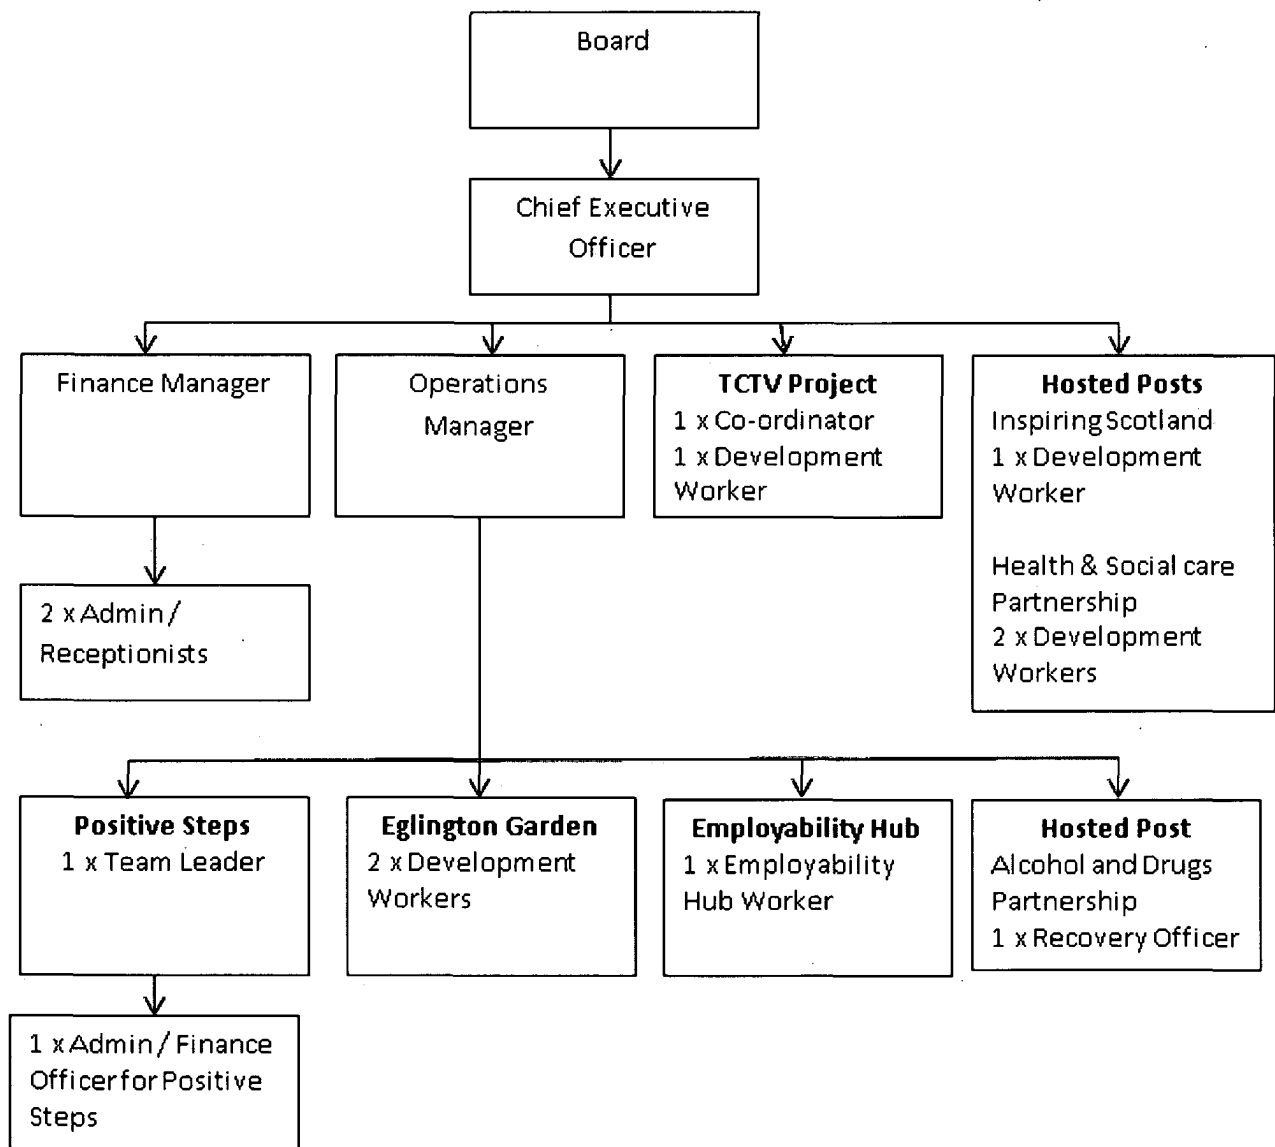 Board
Chief Executive
Officer
Finance Manager
Operations
Manager
TCTV Project
1 x Co-ordinator
1 x Development
Worker
Hosted Posts
Inspiring Scotland
1 x Development
Worker
Health & Social care
Partnership
2 x Development
Workers
2 x Admin /
Receptionists
Positive Steps
1 x Team Leader
Eglington Garden
2 x Development
Workers
Employability Hub
1 x Employability
Hub Worker
Hosted Post
Alcohol and Drugs
Partnership
1 x Recovery Officer
1 x Admin / Finance
Officer for Positive
Steps